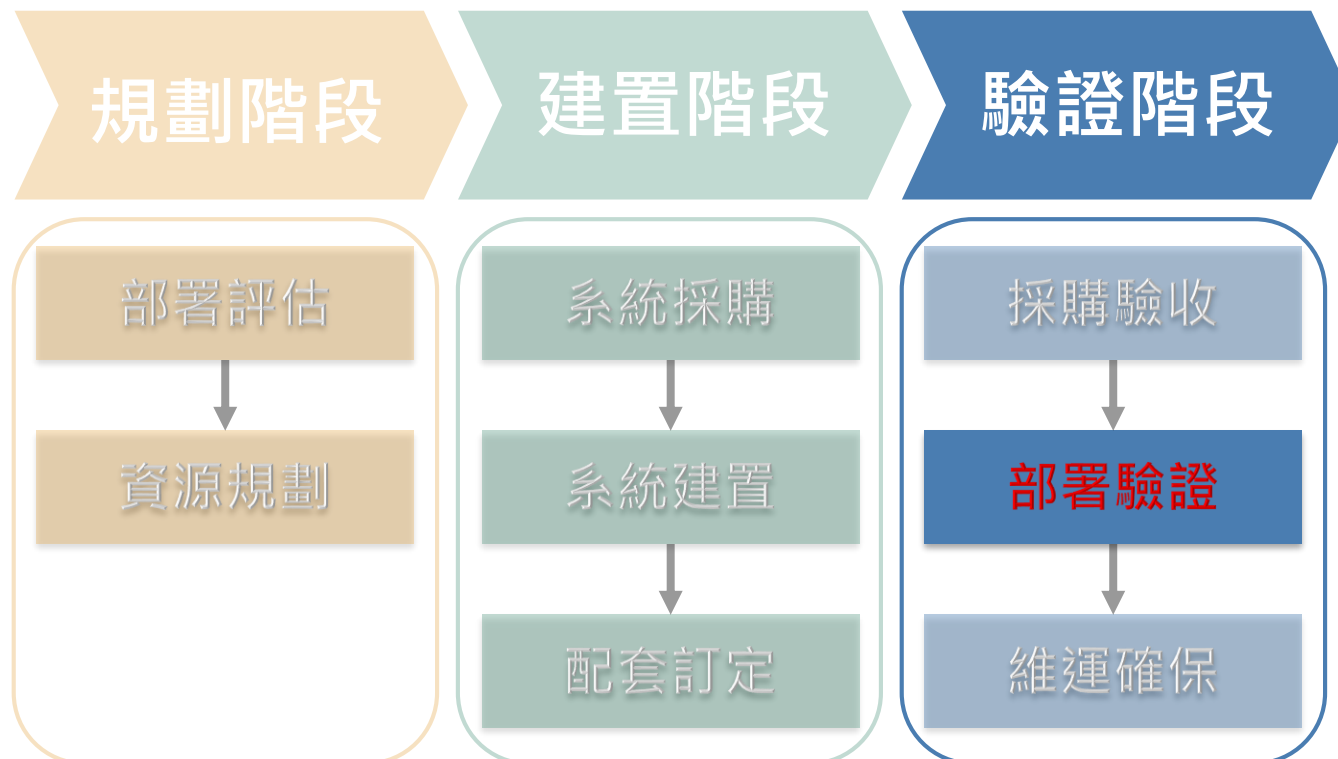 規劃階段
建置階段
驗證階段
部署評估
資源規劃
系統採購
系統建置
配套訂定
採購驗收
部署驗證
維運確保